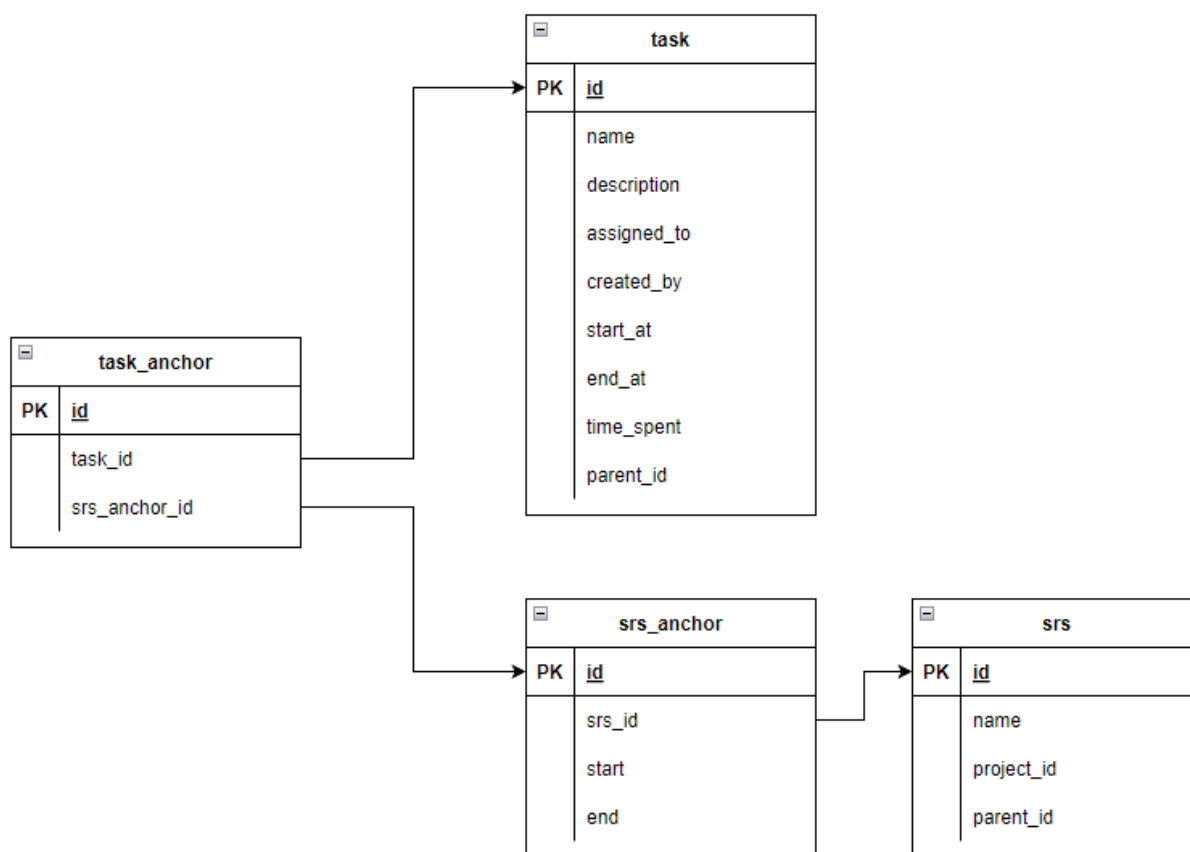 task
PK id
name
description
assigned_to
created_by
start_at
end_at
time_spent
parent_id
task_anchor
PK id
task_id
srs_anchor_id
srs_anchor
PK id
srs_id
start
end
srs
PK id
name
project_id
parent_id